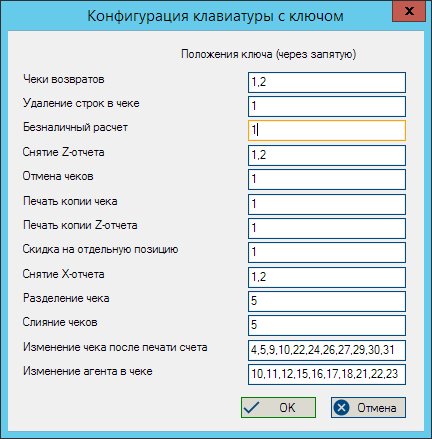 Конфигурация клавиатуры с ключом
x
Положения ключа (через запятую)
Чеки возвратов 1,2
Удаление строк в чеке 1
Безналичный расчет 1
Снятие Z-отчета 1,2
Отмена чеков 1
Печать копии чека 1
Печать копии Z-отчета 1
Скидка на отдельную позицию 1
Снятие X-отчета 1,2
Разделение чека 5
Слияние чеков 5
Изменение чека после печати счета 4,5,9,10,22,24,26,27,29,30,31
Изменение агента в чеке 10,11,12,15,16,17,18,21,22,23
OK Отмена